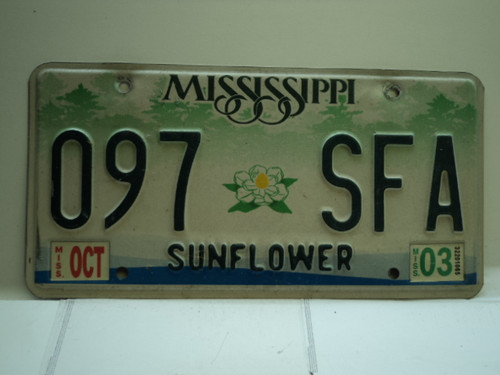 MISSISSIPPI
097 SFA
MISS. OCT
SUNFLOWER
MISS 03